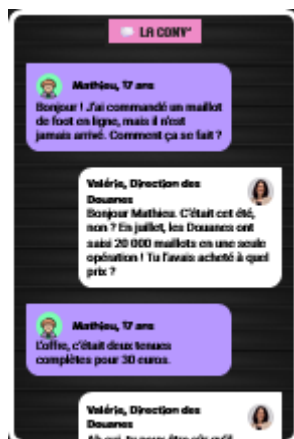 LA CONV'
Mathieu, 17 ans
Bonjour ! J'ai commandé un maillot
de foot en ligne, mais il n'est
jamais arrivé. Comment ça se fait ?
Valérie, Direction des
Douanes
Bonjour Mathieu. C'était cet été,
non ? En juillet, les Douanes ont
saisi 20 000 maillots en une seule
opération ! Tu l'avais acheté à quel
prix ?
Mathieu, 17 ans
L'offre, c'était deux tenues
complètes pour 30 euros.
Valérie, Direction des
Douanes